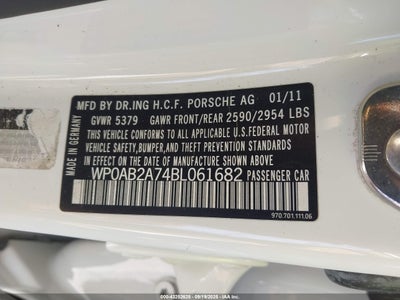 MFD BY DR.ING H.C.F. PORSCHE AG 01/11
GVWR 5379 GAWR FRONT/REAR 2590/2954 LBS
THIS VEHICLE CONFORMS TO ALL APPLICABLE U.S.FEDERAL MOTOR
VEHICLE SAFETY,BUMPER,AND THEFT PREVENTION STANDARDS
IN EFFECT ON THE DATE OF MANUFACTURE SHOWN ABOVE.
WP0AB2A74BL061682 PASSENGER CAR
MADE IN GERMANY
970.701.111.06